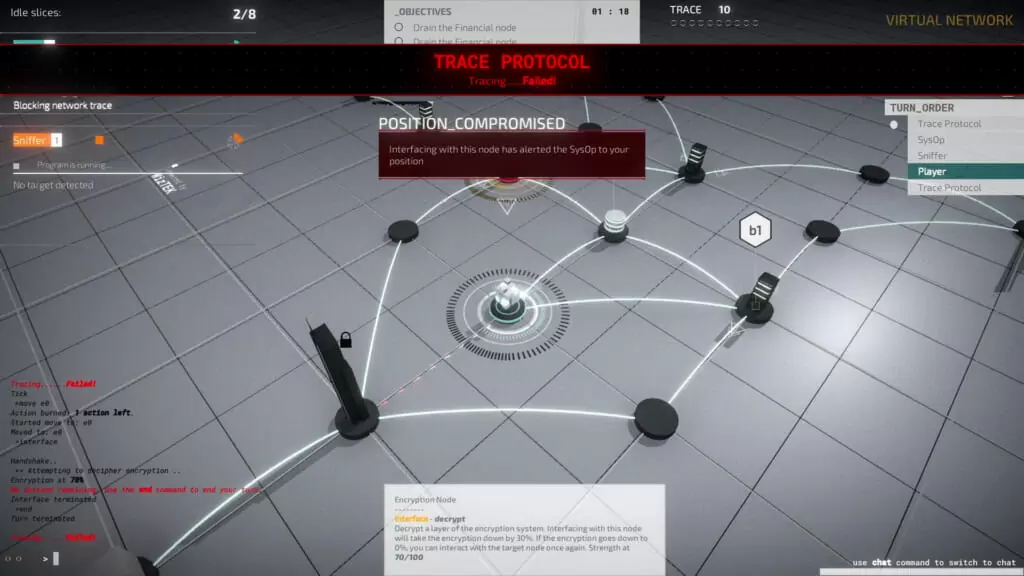 Idle slices:
2/8
_OBJECTIVES
Drain the Financial node
Drain the Financial node
01 : 18
TRACE 10
VIRTUAL NETWORK
TRACE PROTOCOL
Tracing.....Failed!
Blocking network trace
Sniffer 1
Program is running...
No target detected
POSITION_COMPROMISED
Interfacing with this node has alerted the SysOp to your
position
TURN_ORDER
Trace Protocol
SysOp
Sniffer
Player
Trace Protocol
b1
Tracing.....Failed!
Tick
>move e0
Action burned. 1 action left.
Started move to: e0
Moved to: e0
>interface
Handshake..
Attempting to decipher encryption ..
Encryption at 70%
remaining, Use the end command to end your
Interface terminated
>end
Turn terminated
>
Encryption Node
--------
Interface - decrypt
Decrypt a layer of the encryption system. Interfacing with this node
will take the encryption down by 30%. If the encryption goes down to
0%, you can interact with the target node once again. Strength at
70/100
use chat command to switch to chat